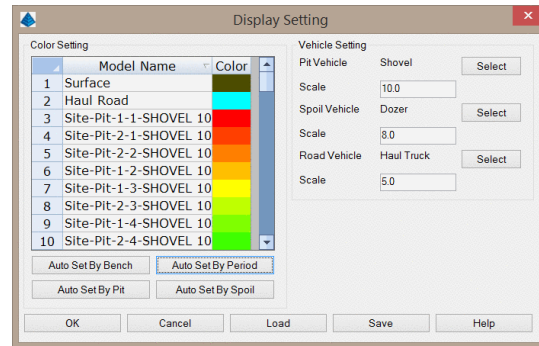 Display Setting
Color Setting
Model Name Color
1 Surface
2 Haul Road
3 Site-Pit-1-1-SHOVEL 10
4 Site-Pit-2-1-SHOVEL 10
5 Site-Pit-2-2-SHOVEL 10
6 Site-Pit-1-2-SHOVEL 10
7 Site-Pit-1-3-SHOVEL 10
8 Site-Pit-2-3-SHOVEL 10
9 Site-Pit-1-4-SHOVEL 10
10 Site-Pit-2-4-SHOVEL 10
Auto Set By Bench Auto Set By Period
Auto Set By Pit Auto Set By Spoil
Vehicle Setting
Pit Vehicle Shovel Select
Scale 10.0
Spoil Vehicle Dozer Select
Scale 8.0
Road Vehicle Haul Truck Select
Scale 5.0
OK Cancel Load Save Help